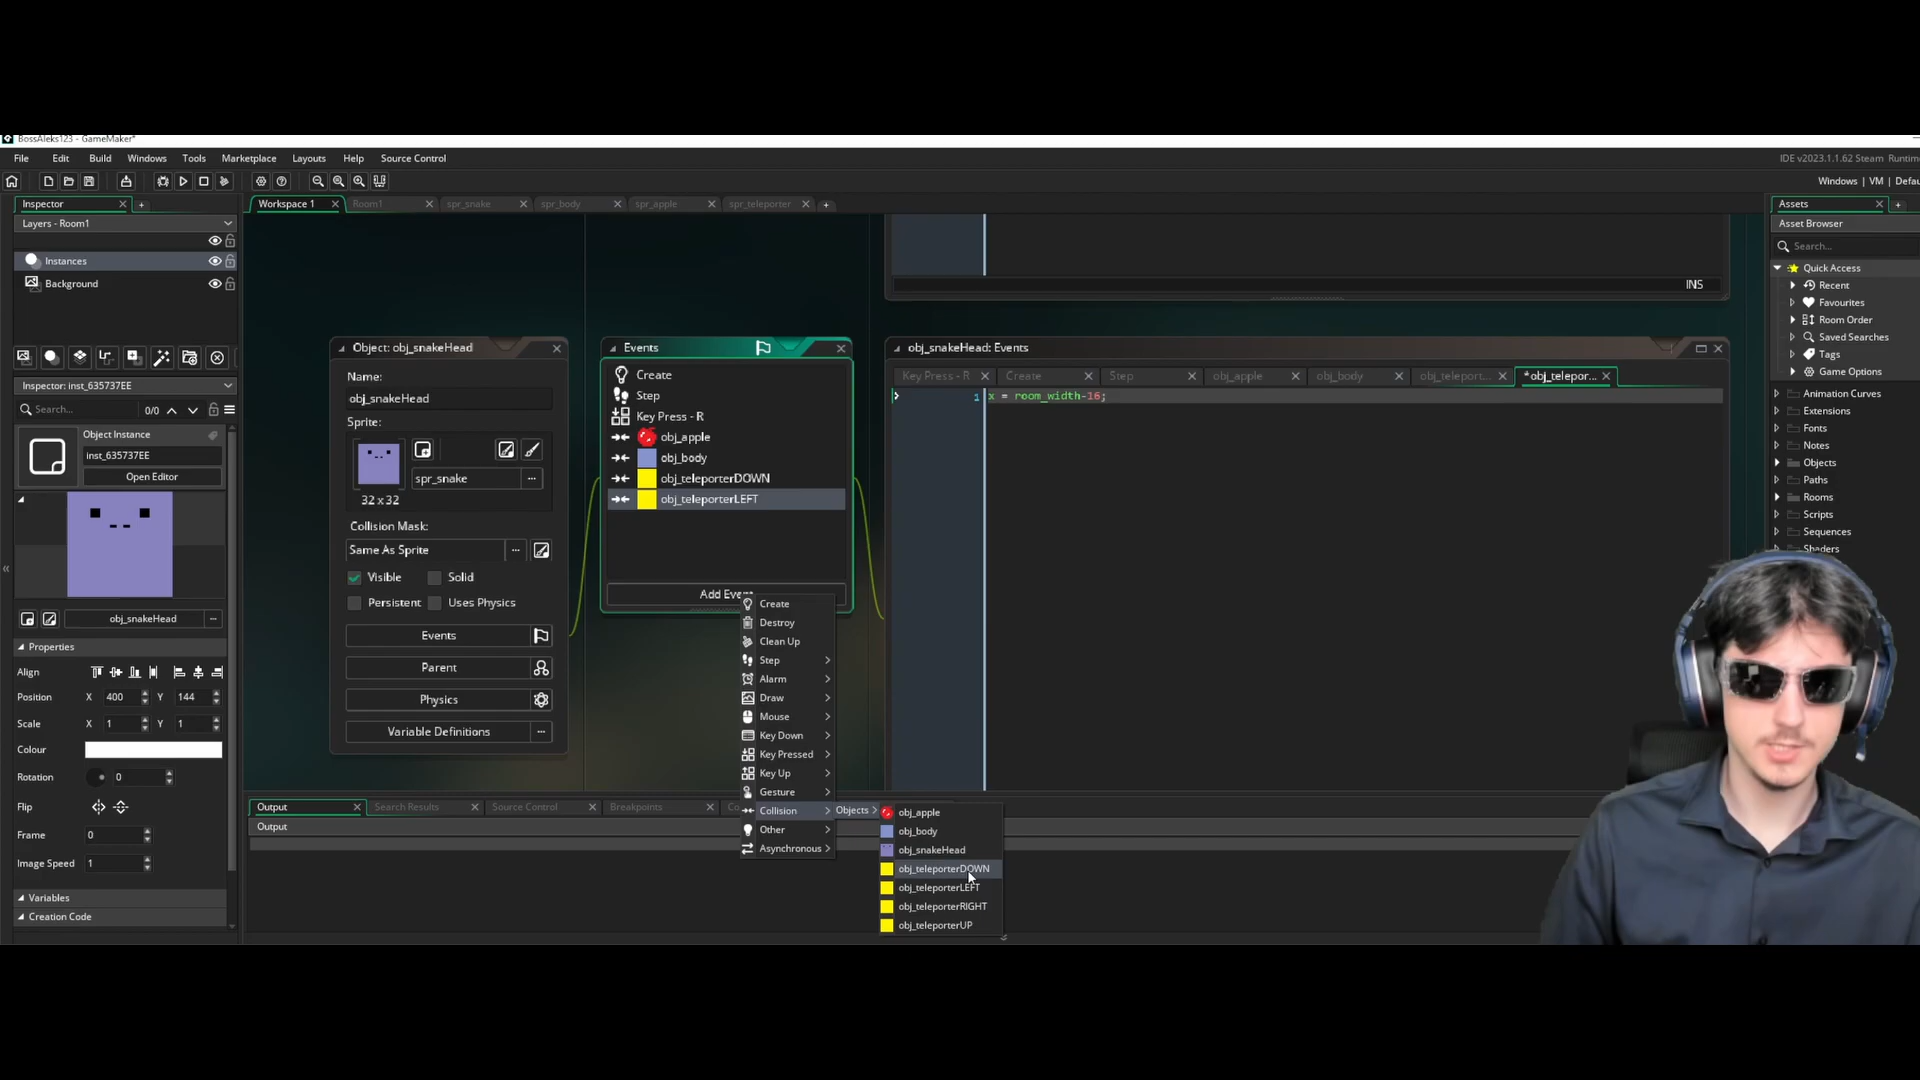 BossAleks123 - GameMaker*
File Edit Build Windows Tools Marketplace Layouts Help Source Control
IDE v2023.1.1.62 Steam Runtim
Windows | VM | Defau
Inspector
Workspace 1 Room1 spr_snake spr_body spr_apple spr_teleporter
Assets
Layers - Room1
Asset Browser
Search...
Instances
Background
Quick Access
Recent
Favourites
Room Order
Saved Searches
Tags
Game Options
Animation Curves
Extensions
Fonts
Notes
Objects
Paths
Rooms
Scripts
Sequences
Shaders
INS
Object: obj_snakeHead
Name:
obj_snakeHead
Sprite:
spr_snake
32 x 32
Collision Mask:
Same As Sprite
Visible Solid
Persistent Uses Physics
Events
Parent
Physics
Variable Definitions
Events
Create
Step
Key Press - R
obj_apple
obj_body
obj_teleporterDOWN
obj_teleporterLEFT
Add Event
Create
Destroy
Clean Up
Step
Alarm
Draw
Mouse
Key Down
Key Pressed
Key Up
Gesture
Collision
Other
Asynchronous
Objects
obj_apple
obj_body
obj_snakeHead
obj_teleporterDOWN
obj_teleporterLEFT
obj_teleporterRIGHT
obj_teleporterUP
obj_snakeHead: Events
Key Press - R Create Step obj_apple obj_body obj_teleport... *obj_telepor...
1 x = room_width-16;
Inspector: inst_635737EE
Search... 0/0
Object Instance
inst_635737EE
Open Editor
obj_snakeHead
Properties
Align
Position X 400 Y 144
Scale X 1 Y 1
Colour
Rotation 0
Flip
Frame 0
Image Speed 1
Variables
Creation Code
Output Search Results Source Control Breakpoints
Output